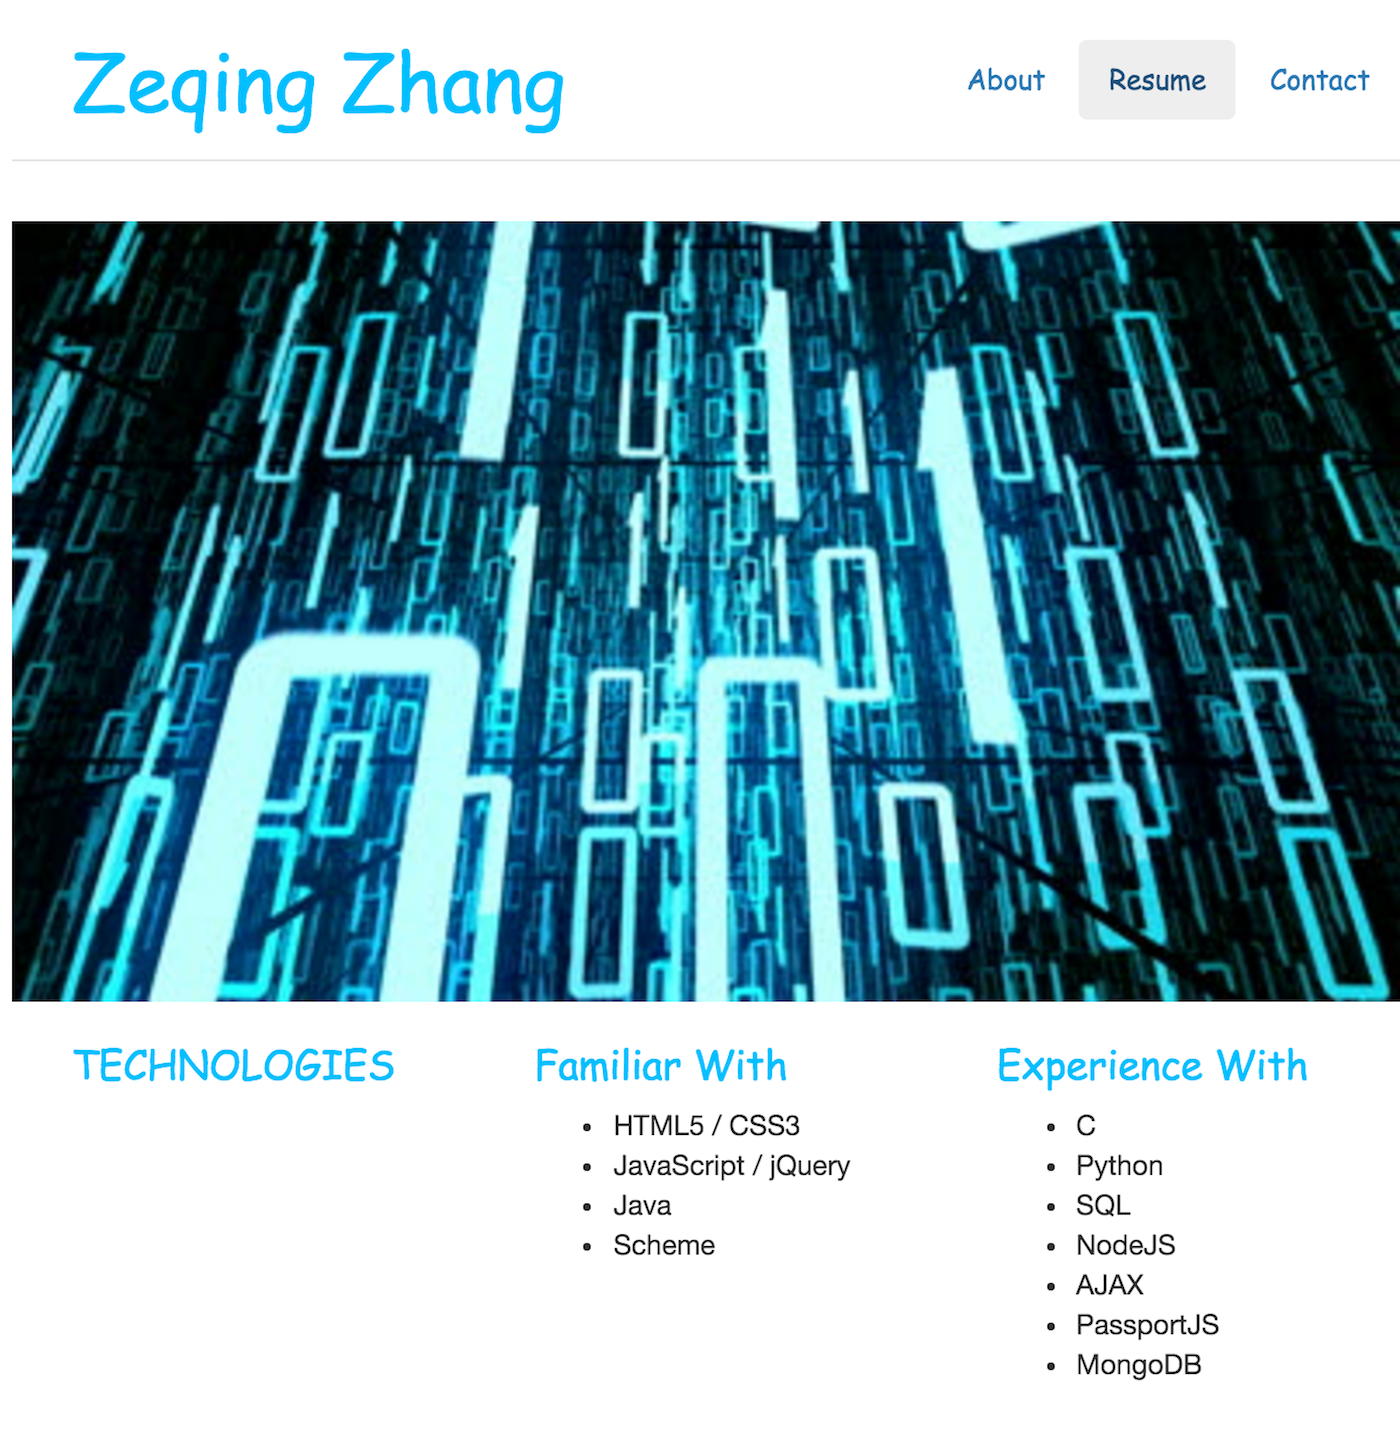 Zeqing Zhang
About Resume Contact
TECHNOLOGIES
Familiar With
HTML5 / CSS3
JavaScript / jQuery
Java
Scheme
Experience With
C
Python
SQL
NodeJS
AJAX
PassportJS
MongoDB